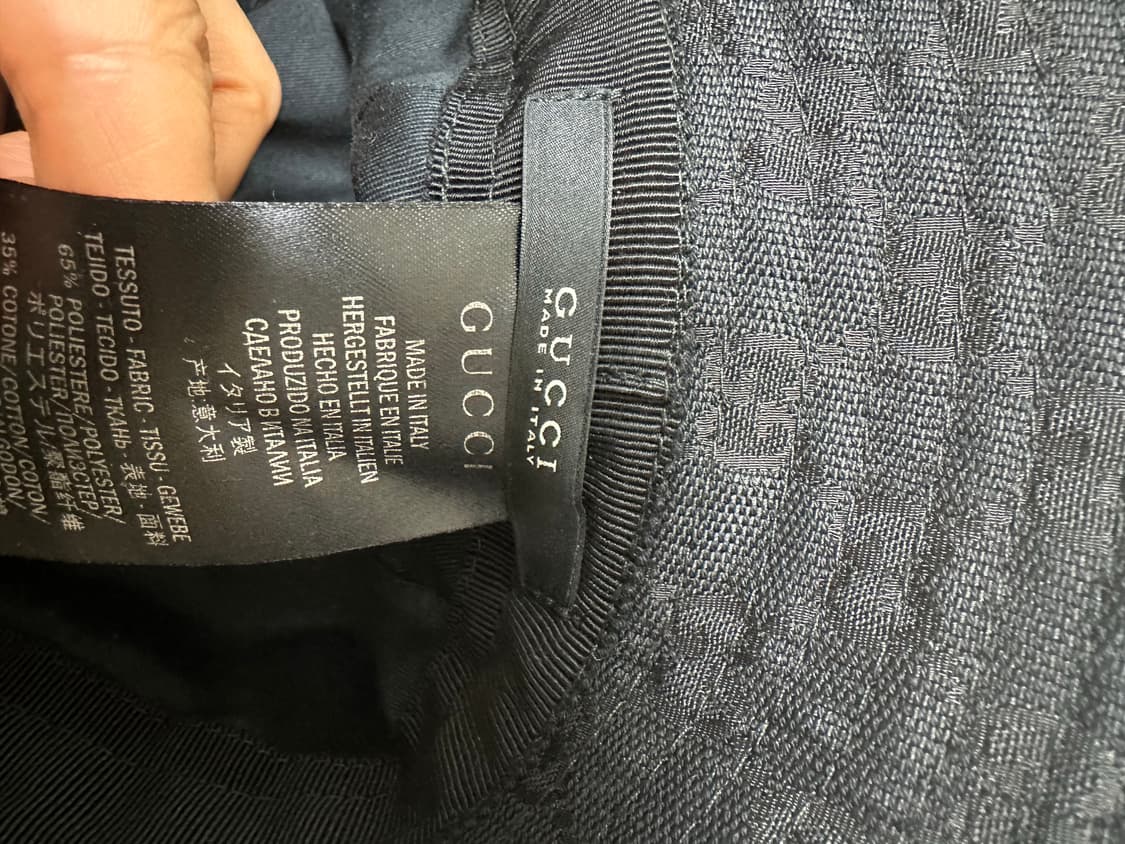 GUCCI
MADE IN ITALY
GUCCI
MADE IN ITALY
FABRIQUE EN ITALIE
HERGESTELLT IN ITALIEN
HECHO EN ITALIA
PRODUZIDO NA ITALIA
СДЕЛАНО В ИТАЛИИ
イタリア製
产地 意大利
TESSUTO - FABRIC - TISSU - GEWEBE
TEJIDO - TECIDO - ТКАНЬ - 表地 - 面料
65% POLIESTERE/POLYESTER/
POLIESTER/ПОЛИЭСТЕР/
ポリエステル/聚酯纤维
35% COTONE/COTTON/COTON/